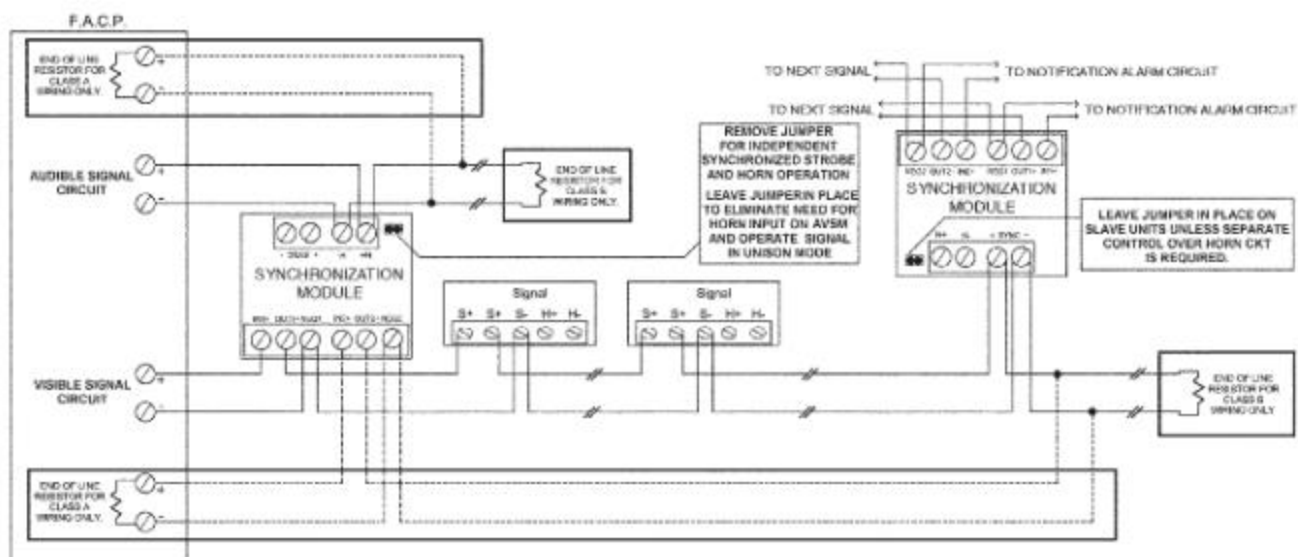 F.A.C.P.
END OF LINE
RESISTOR FOR
CLASS A
WIRING ONLY.
+
-
AUDIBLE SIGNAL
CIRCUIT
+
-
END OF LINE
RESISTOR FOR
CLASS B
WIRING ONLY.
REMOVE JUMPER
FOR INDEPENDENT
SYNCHRONIZED STROBE
AND HORN OPERATION
LEAVE JUMPERIN PLACE
TO ELIMINATE NEED FOR
HORN INPUT ON AVSM
AND OPERATE SIGNAL
IN UNISON MODE
TO NEXT SIGNAL
TO NOTIFICATION ALARM CIRCUIT
TO NEXT SIGNAL
TO NOTIFICATION ALARM CIRCUIT
SYNCHRONIZATION
MODULE
+ SYNC -
LEAVE JUMPER IN PLACE ON
SLAVE UNITS UNLESS SEPARATE
CONTROL OVER HORN CKT
IS REQUIRED.
SYNCHRONIZATION
MODULE
Signal
S+ S+ S- H+ H-
Signal
S+ S+ S- H+ H-
VISIBLE SIGNAL
CIRCUIT
+
-
END OF LINE
RESISTOR FOR
CLASS B
WIRING ONLY
END OF LINE
RESISTOR FOR
CLASS A
WIRING ONLY.
+
-